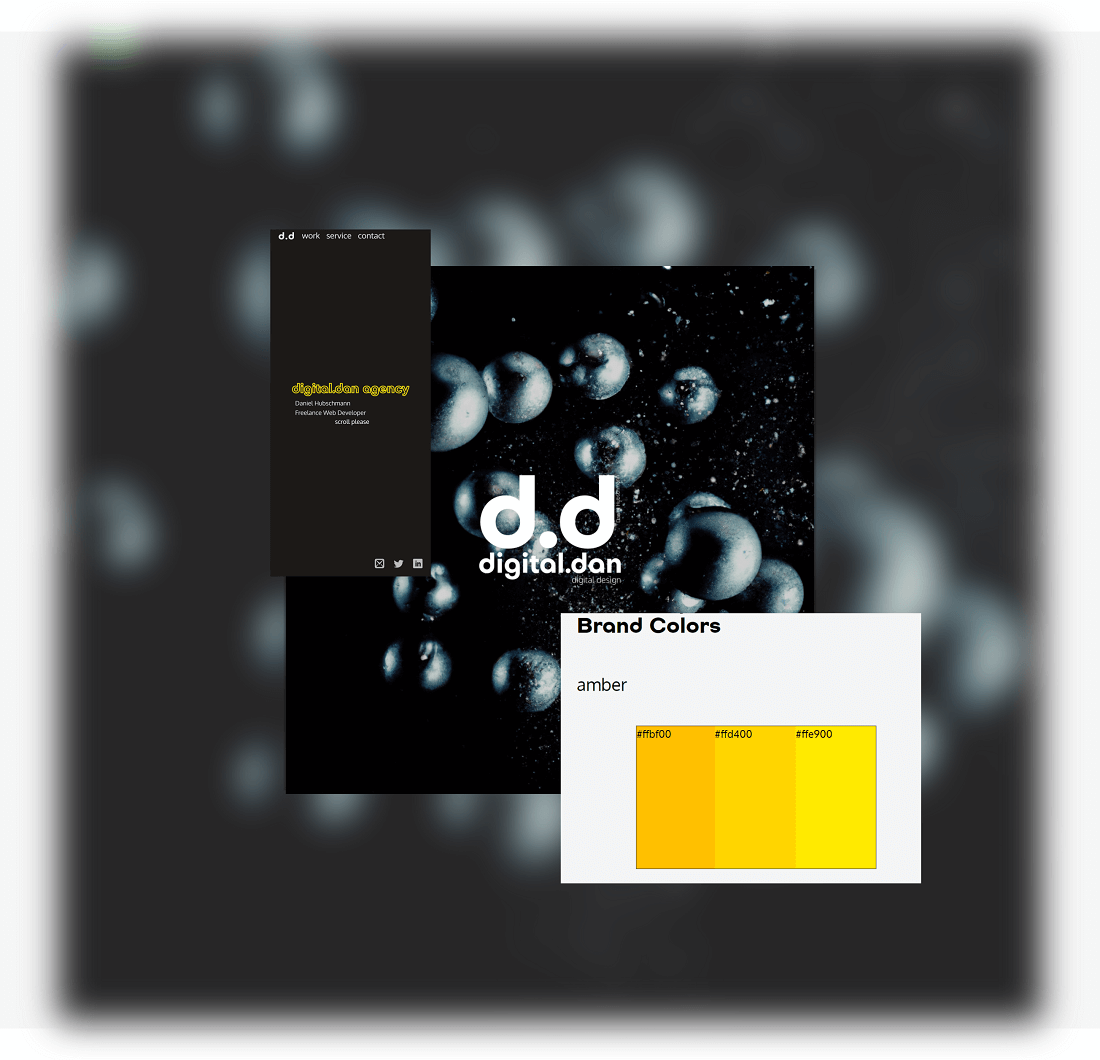 d.d work service contact
digital.dan agency
Daniel Hubschmann
Freelance Web Developer
scroll please
d.d
digital.dan
digital design
Brand Colors
amber
#ffbf00 #ffd400 #ffe900